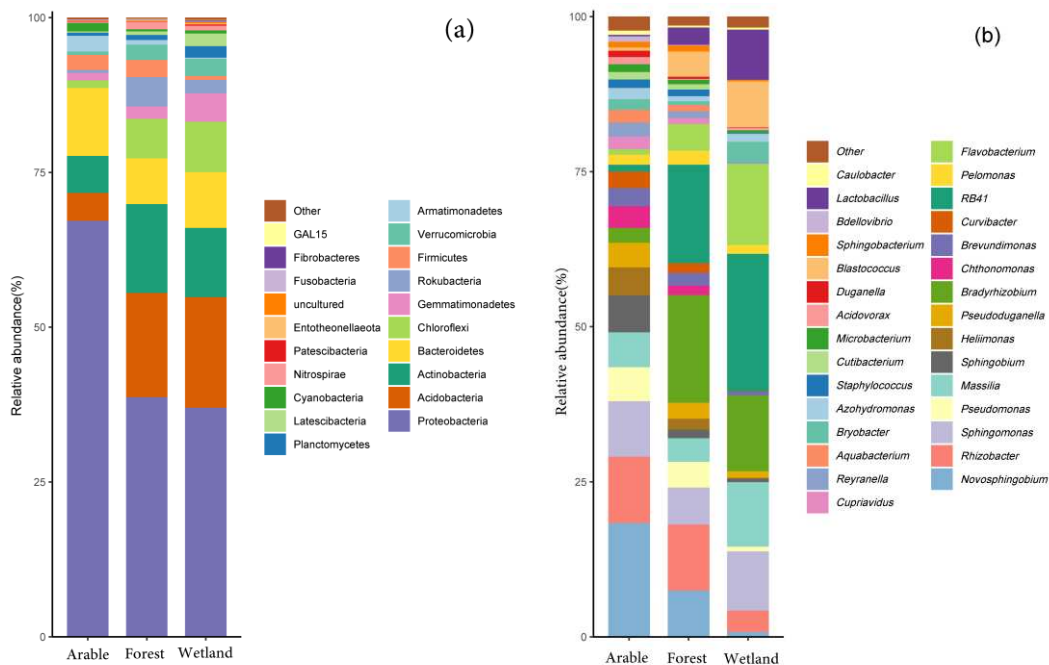 (a)
Relative abundance(%)
100
75
50
25
0
Arable Forest Wetland
Other
GAL15
Fibrobacteres
Fusobacteria
uncultured
Entotheonellaeota
Patescibacteria
Nitrospirae
Cyanobacteria
Latescibacteria
Planctomycetes
Armatimonadetes
Verrucomicrobia
Firmicutes
Rokubacteria
Gemmatimonadetes
Chloroflexi
Bacteroidetes
Actinobacteria
Acidobacteria
Proteobacteria
(b)
Relative abundance(%)
100
75
50
25
0
Arable Forest Wetland
Other
Caulobacter
Lactobacillus
Bdellovibrio
Sphingobacterium
Blastococcus
Duganella
Acidovorax
Microbacterium
Cutibacterium
Staphylococcus
Azohydromonas
Bryobacter
Aquabacterium
Reyranella
Cupriavidus
Flavobacterium
Pelomonas
RB41
Curvibacter
Brevundimonas
Chthonomonas
Bradyrhizobium
Pseudoduganella
Heliimonas
Sphingobium
Massilia
Pseudomonas
Sphingomonas
Rhizobacter
Novosphingobium